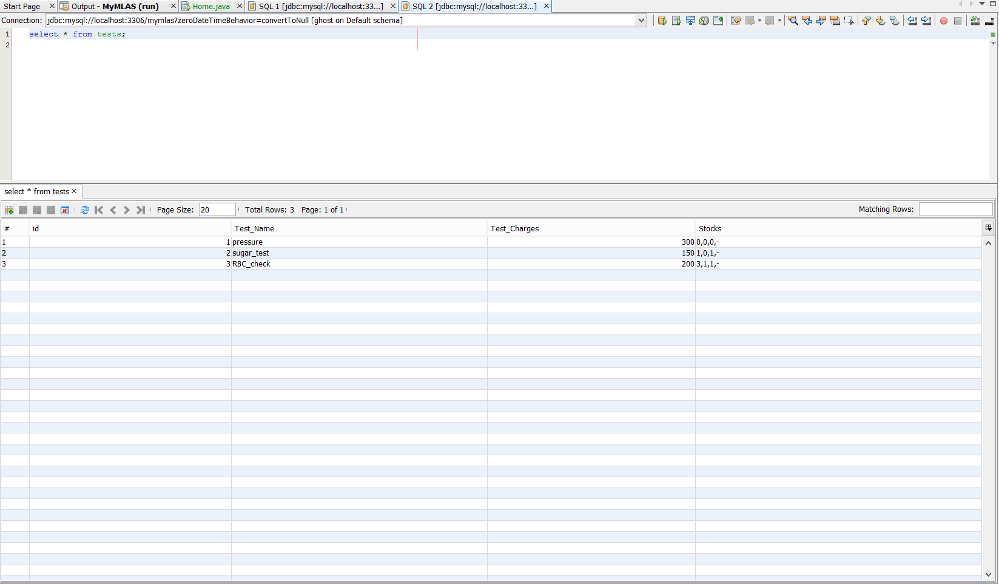 Start Page Output - MyMLAS (run) Home.java SQL 1 [jdbc:mysql://localhost:33...] SQL 2 [jdbc:mysql://localhost:33...]
Connection: jdbc:mysql://localhost:3306/mymlas?zeroDateTimeBehavior=convertToNull [ghost on Default schema]
1 select * from tests;
2
select * from tests
Page Size: 20 Total Rows: 3 Page: 1 of 1 Matching Rows:
# id Test_Name Test_Charges Stocks
1 1 pressure 300 0,0,0,-
2 2 sugar_test 150 1,0,1,-
3 3 RBC_check 200 3,1,1,-